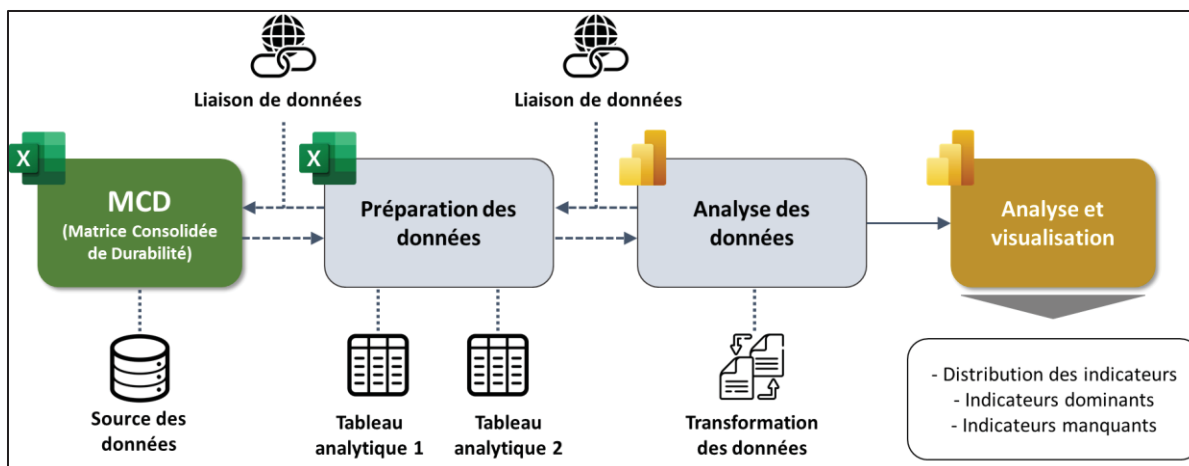 Liaison de données
Liaison de données
X
X
MCD
(Matrice Consolidée
de Durabilité)
Préparation des
données
Analyse des
données
Analyse et
visualisation
Source des
données
Tableau
analytique 1
Tableau
analytique 2
Transformation
des données
- Distribution des indicateurs
- Indicateurs dominants
- Indicateurs manquants